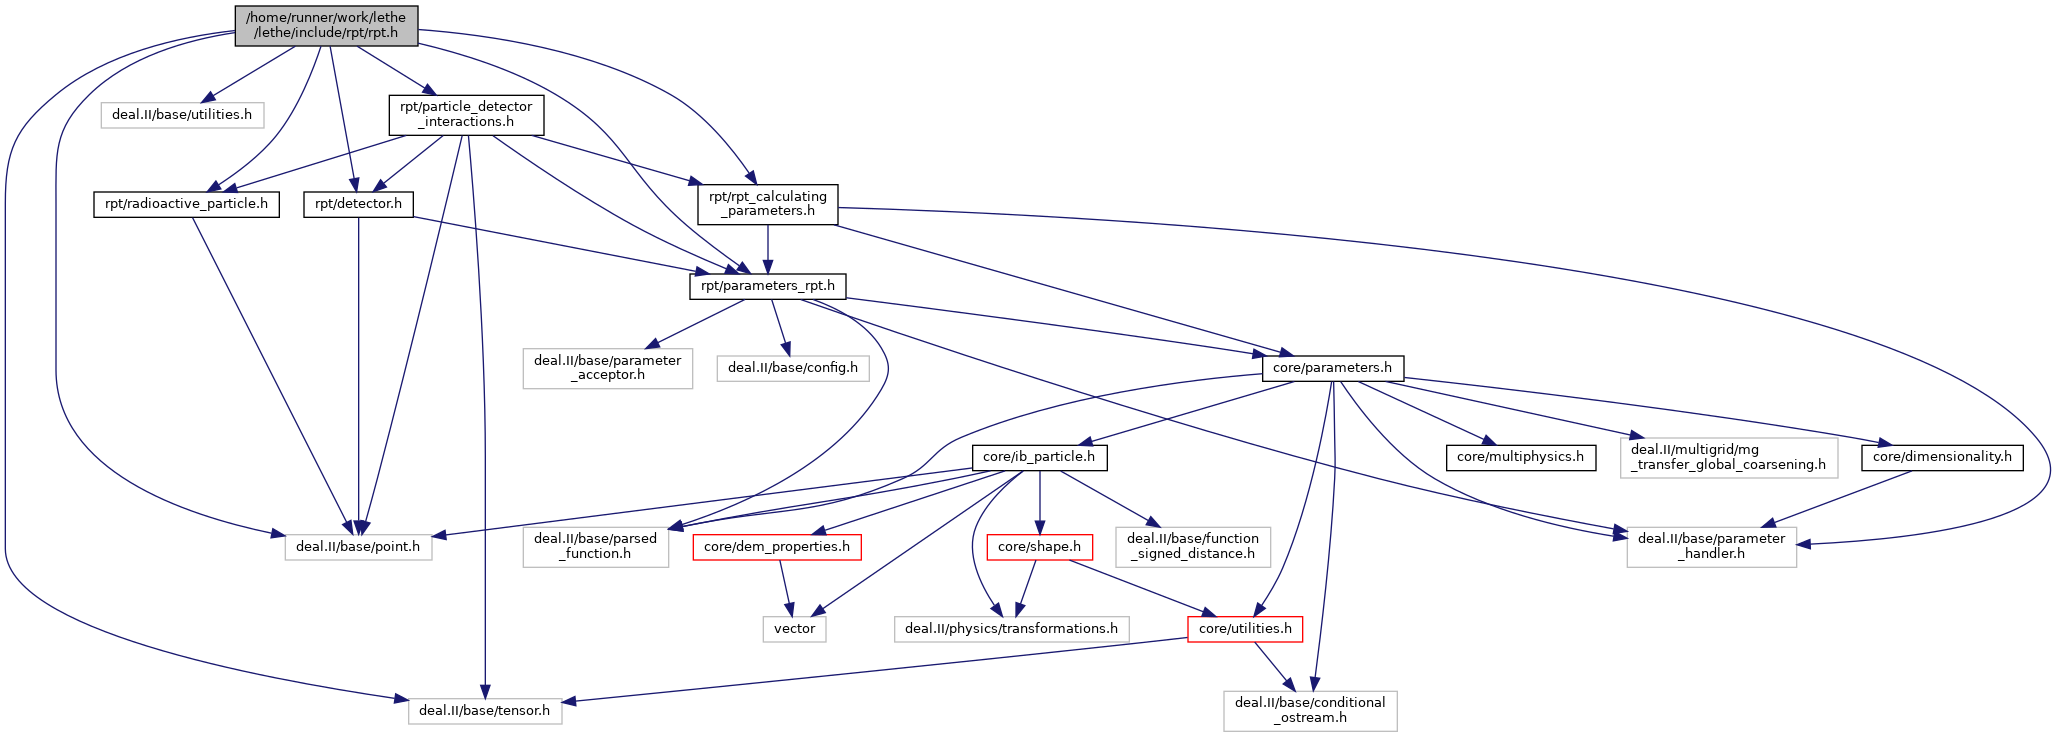 /home/runner/work/lethe
/lethe/include/rpt/rpt.h
deal.II/base/utilities.h
rpt/particle_detector
_interactions.h
rpt/radioactive_particle.h
rpt/detector.h
rpt/rpt_calculating
_parameters.h
rpt/parameters_rpt.h
deal.II/base/parameter
_acceptor.h
deal.II/base/config.h
core/parameters.h
core/ib_particle.h
core/multiphysics.h
deal.II/multigrid/mg
_transfer_global_coarsening.h
core/dimensionality.h
deal.II/base/point.h
deal.II/base/parsed
_function.h
core/dem_properties.h
core/shape.h
deal.II/base/function
_signed_distance.h
deal.II/base/parameter
_handler.h
vector
deal.II/physics/transformations.h
core/utilities.h
deal.II/base/tensor.h
deal.II/base/conditional
_ostream.h